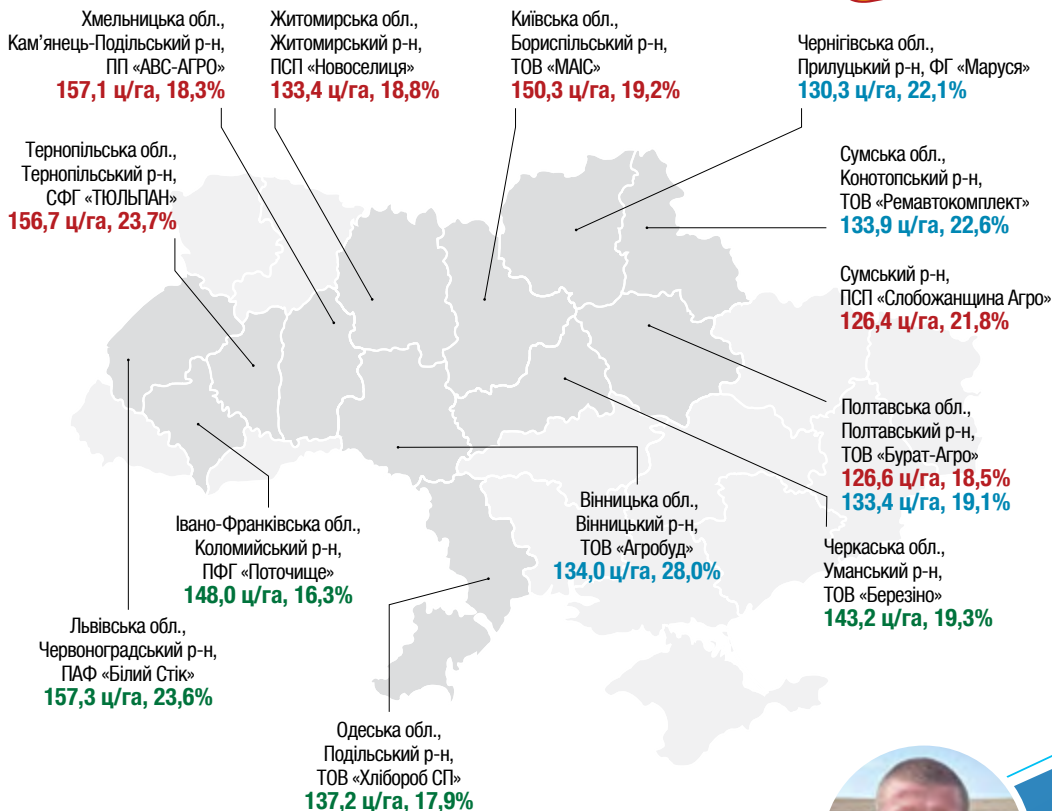 Хмельницька обл.,
Кам’янець-Подільський р-н,
ПП «АВС-АГРО»
157,1 ц/га, 18,3%
Житомирська обл.,
Житомирський р-н,
ПСП «Новоселиця»
133,4 ц/га, 18,8%
Київська обл.,
Бориспільський р-н,
ТОВ «МАІС»
150,3 ц/га, 19,2%
Чернігівська обл.,
Прилуцький р-н, ФГ «Маруся»
130,3 ц/га, 22,1%
Тернопільська обл.,
Тернопільський р-н,
СФГ «ТЮЛЬПАН»
156,7 ц/га, 23,7%
Сумська обл.,
Конотопський р-н,
ТОВ «Ремавтокомплект»
133,9 ц/га, 22,6%
Сумський р-н,
ПСП «Слобожанщина Агро»
126,4 ц/га, 21,8%
Полтавська обл.,
Полтавський р-н,
ТОВ «Бурат-Агро»
126,6 ц/га, 18,5%
133,4 ц/га, 19,1%
Івано-Франківська обл.,
Коломийський р-н,
ПФГ «Поточище»
148,0 ц/га, 16,3%
Вінницька обл.,
Вінницький р-н,
ТОВ «Агробуд»
134,0 ц/га, 28,0%
Черкаська обл.,
Уманський р-н,
ТОВ «Березіно»
143,2 ц/га, 19,3%
Львівська обл.,
Червоноградський р-н,
ПАФ «Білий Стік»
157,3 ц/га, 23,6%
Одеська обл.,
Подільський р-н,
ТОВ «Хлібороб СП»
137,2 ц/га, 17,9%